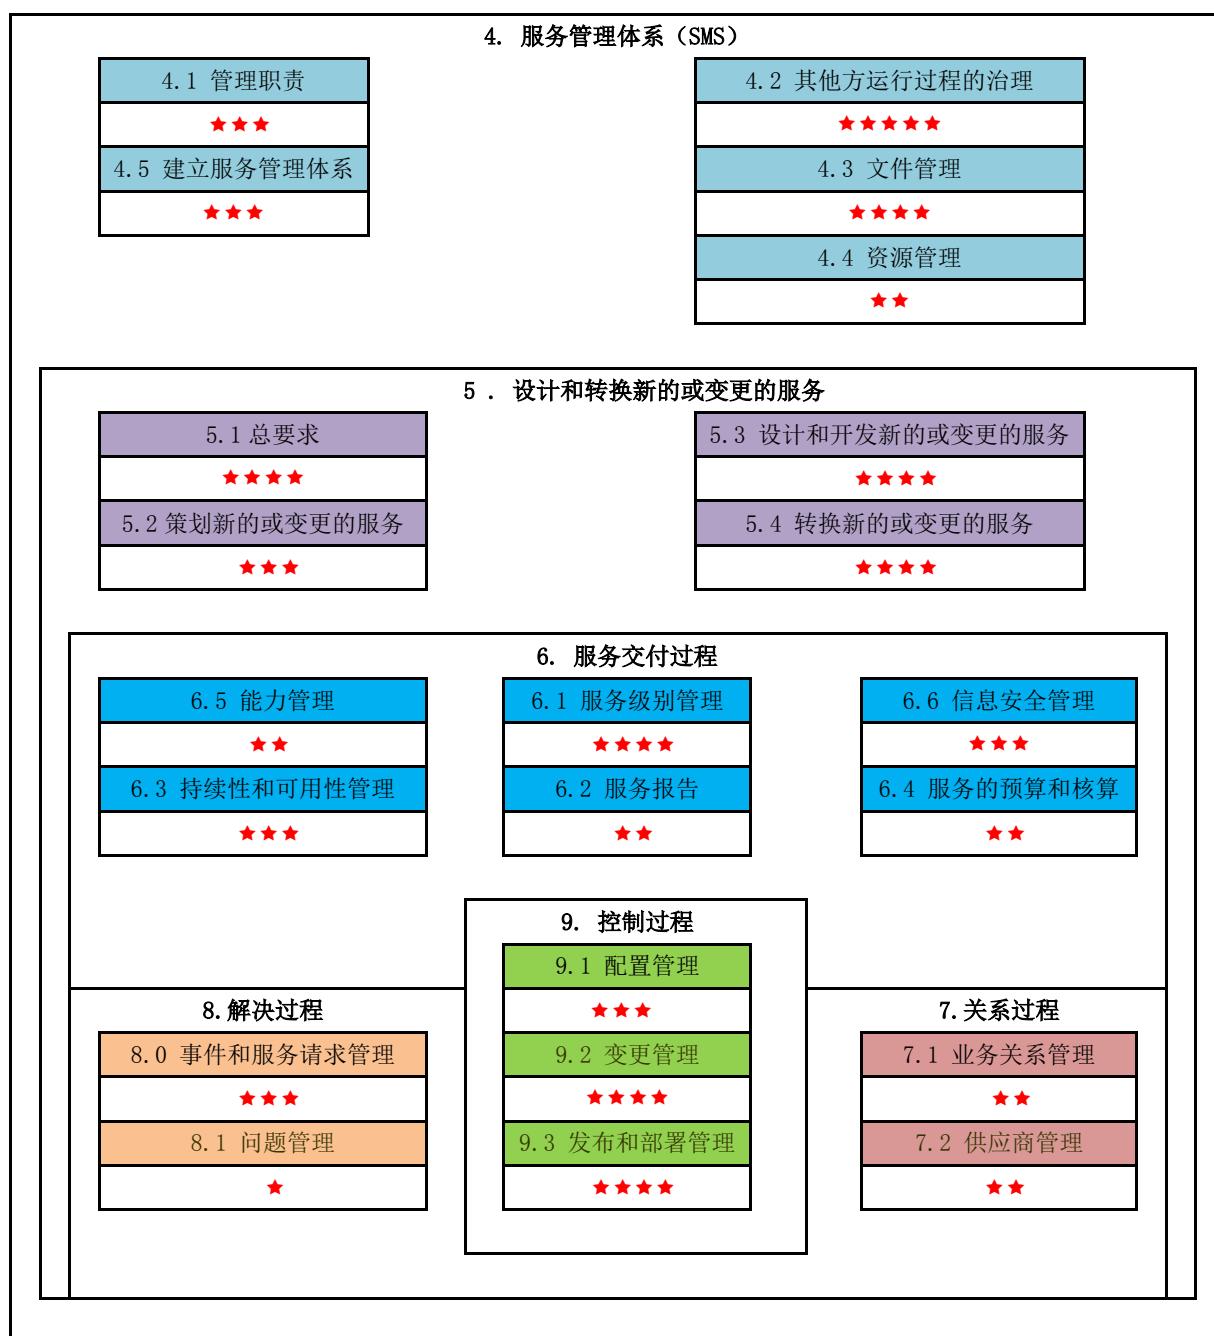 4. 服务管理体系（SMS）
4.1 管理职责
★★★
4.5 建立服务管理体系
★★★
4.2 其他方运行过程的治理
★★★★★
4.3 文件管理
★★★★
4.4 资源管理
★★
5 . 设计和转换新的或变更的服务
5.1总要求
★★★★
5.2策划新的或变更的服务
★★★
5.3 设计和开发新的或变更的服务
★★★★
5.4 转换新的或变更的服务
★★★★
6. 服务交付过程
6.5 能力管理
★★
6.3 持续性和可用性管理
★★★
6.1 服务级别管理
★★★★
6.2 服务报告
★★
6.6 信息安全管理
★★★
6.4 服务的预算和核算
★★
9. 控制过程
9.1 配置管理
★★★
9.2 变更管理
★★★★
9.3 发布和部署管理
★★★★
8.解决过程
8.0 事件和服务请求管理
★★★
8.1 问题管理
★
7.关系过程
7.1 业务关系管理
★★
7.2 供应商管理
★★